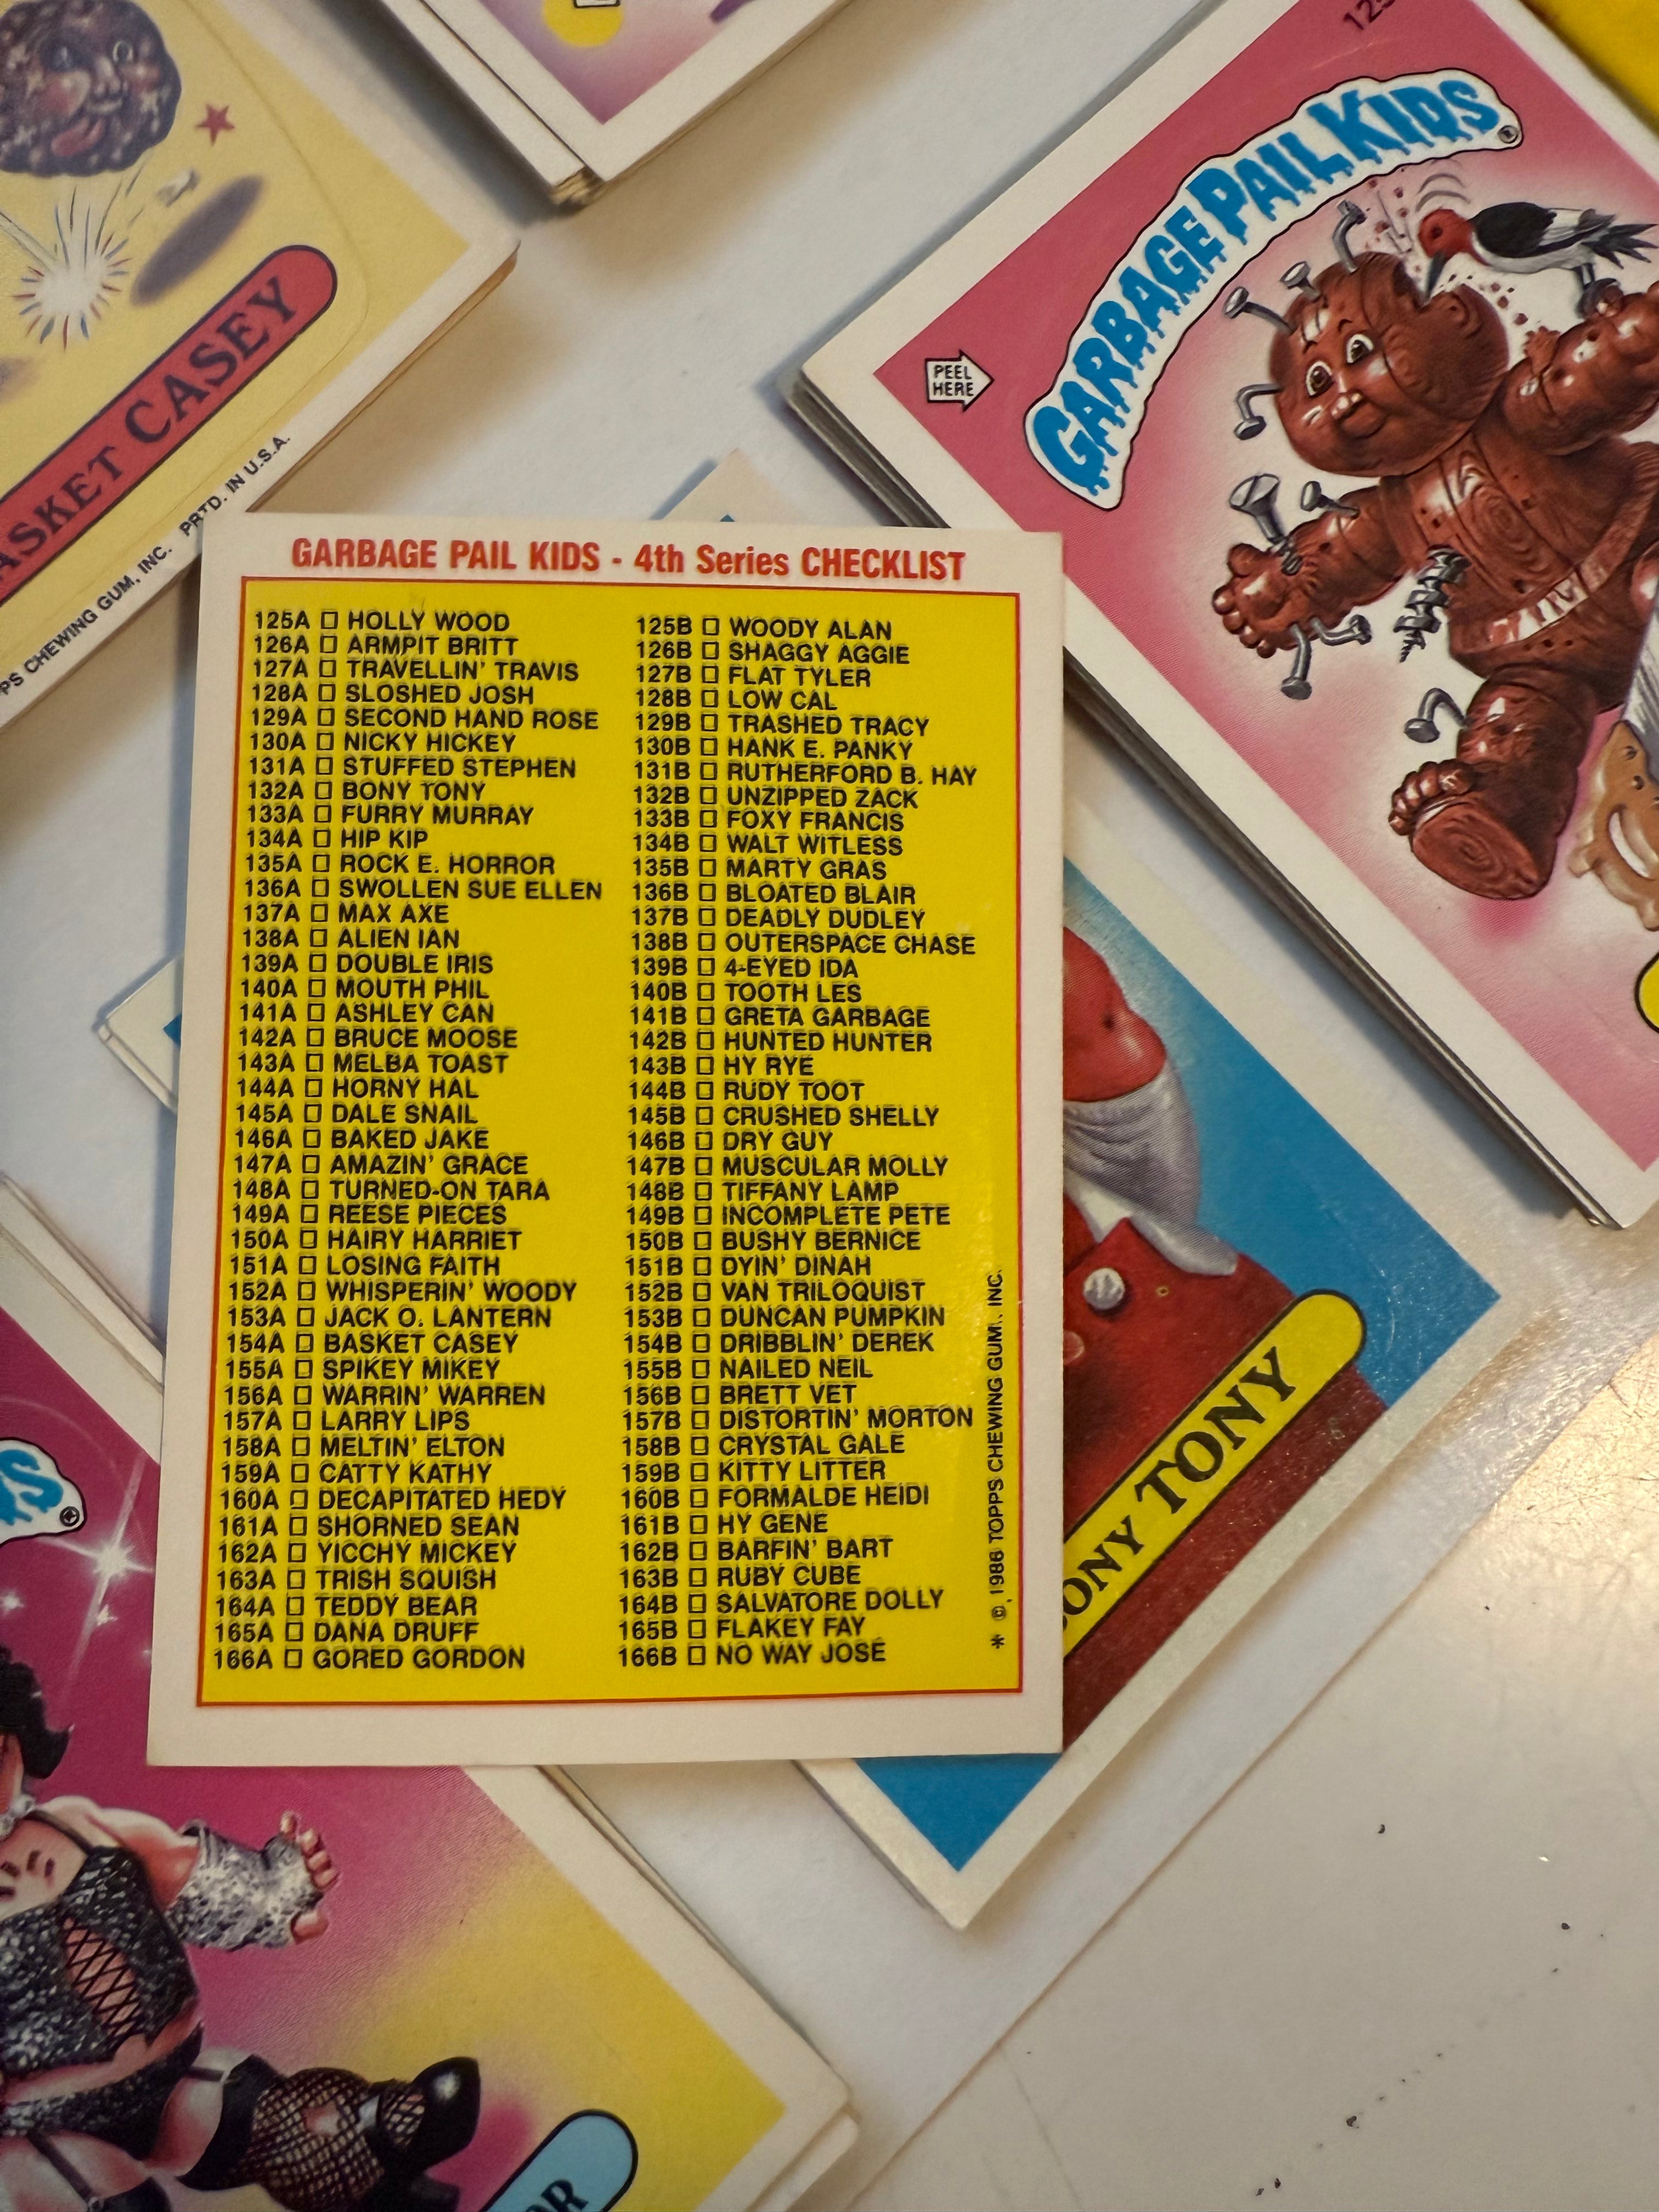 GARBAGE PAIL KIDS®
PEEL
HERE
CASEY
PRTD. IN U.S.A.
CHEWING GUM, INC.
GARBAGE PAIL KIDS - 4th Series CHECKLIST
125A □ HOLLY WOOD
126A □ ARMPIT BRITT
127A □ TRAVELLIN' TRAVIS
128A □ SLOSHED JOSH
129A □ SECOND HAND ROSE
130A □ NICKY HICKEY
131A □ STUFFED STEPHEN
132A □ BONY TONY
133A □ FURRY MURRAY
134A □ HIP KIP
135A □ ROCK E. HORROR
136A □ SWOLLEN SUE ELLEN
137A □ MAX AXE
138A □ ALIEN IAN
139A □ DOUBLE IRIS
140A □ MOUTH PHIL
141A □ ASHLEY CAN
142A □ BRUCE MOOSE
143A □ MELBA TOAST
144A □ HORNY HAL
145A □ DALE SNAIL
146A □ BAKED JAKE
147A □ AMAZIN' GRACE
148A □ TURNED-ON TARA
149A □ REESE PIECES
150A □ HAIRY HARRIET
151A □ LOSING FAITH
152A □ WHISPERIN' WOODY
153A □ JACK O. LANTERN
154A □ BASKET CASEY
155A □ SPIKEY MIKEY
156A □ WARRIN' WARREN
157A □ LARRY LIPS
158A □ MELTIN' ELTON
159A □ CATTY KATHY
160A □ DECAPITATED HEDY
161A □ SHORNED SEAN
162A □ YICCHY MICKEY
163A □ TRISH SQUISH
164A □ TEDDY BEAR
165A □ DANA DRUFF
166A □ GORED GORDON
125B □ WOODY ALAN
126B □ SHAGGY AGGIE
127B □ FLAT TYLER
128B □ LOW CAL
129B □ TRASHED TRACY
130B □ HANK E. PANKY
131B □ RUTHERFORD B. HAY
132B □ UNZIPPED ZACK
133B □ FOXY FRANCIS
134B □ WALT WITLESS
135B □ MARTY GRAS
136B □ BLOATED BLAIR
137B □ DEADLY DUDLEY
138B □ OUTERSPACE CHASE
139B □ 4-EYED IDA
140B □ TOOTH LES
141B □ GRETA GARBAGE
142B □ HUNTED HUNTER
143B □ HY RYE
144B □ RUDY TOOT
145B □ CRUSHED SHELLY
146B □ DRY GUY
147B □ MUSCULAR MOLLY
148B □ TIFFANY LAMP
149B □ INCOMPLETE PETE
150B □ BUSHY BERNICE
151B □ DYIN' DINAH
152B □ VAN TRILOQUIST
153B □ DUNCAN PUMPKIN
154B □ DRIBBLIN' DEREK
155B □ NAILED NEIL
156B □ BRETT VET
157B □ DISTORTIN' MORTON
158B □ CRYSTAL GALE
159B □ KITTY LITTER
160B □ FORMALDE HEIDI
161B □ HY GENE
162B □ BARFIN' BART
163B □ RUBY CUBE
164B □ SALVATORE DOLLY
165B □ FLAKEY FAY
166B □ NO WAY JOSE
* © 1986 TOPPS CHEWING GUM, INC.
TONY